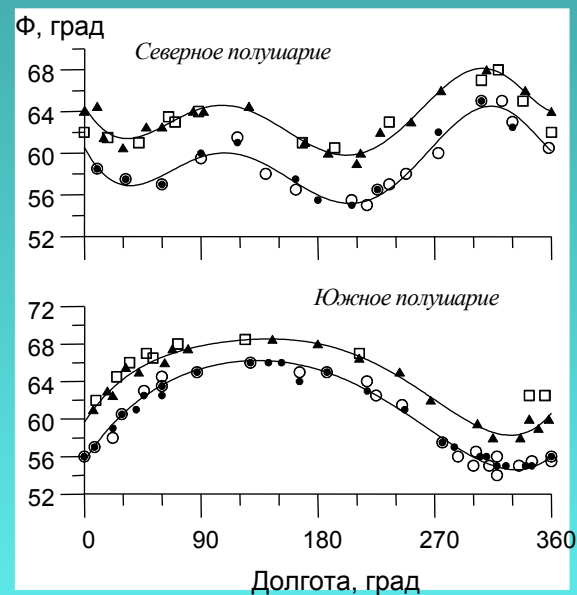 Ф, град
Северное полушарие
68
64
60
56
52
Южное полушарие
72
68
64
60
56
52
0 90 180 270 360
Долгота, град